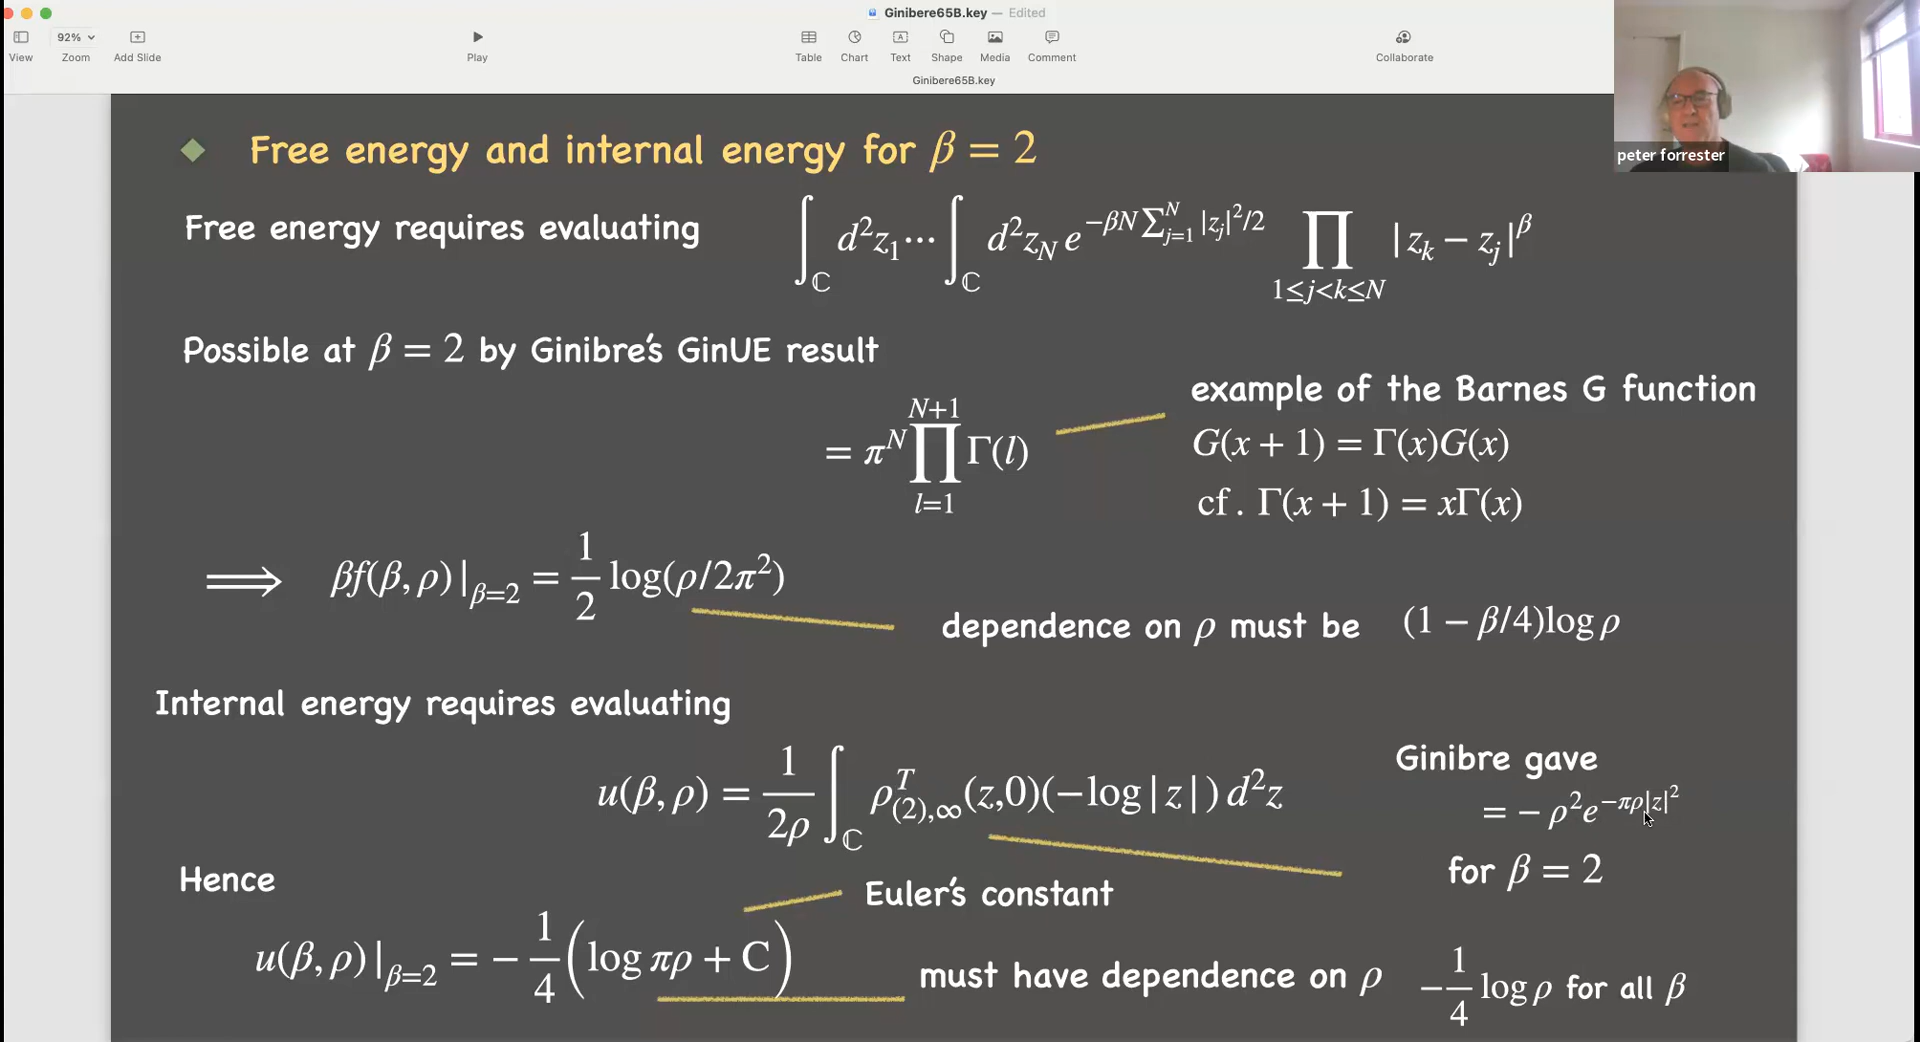 Ginibere65B.key — Edited
View
92%
Zoom
Add Slide
Play
Table
Chart
Text
Shape
Media
Comment
Collaborate
Ginibere65B.key
peter forrester
Free energy and internal energy for β = 2
Free energy requires evaluating ∫_ℂ d²z₁⋯∫_ℂ d²z_N e^{−βN∑_{j=1}^{N}|z_j|²/2} ∏_{1≤j<k≤N} |z_k − z_j|^β
Possible at β = 2 by Ginibre's GinUE result
= π^N ∏_{l=1}^{N+1} Γ(l)
example of the Barnes G function
G(x + 1) = Γ(x)G(x)
cf. Γ(x + 1) = xΓ(x)
⟹ βf(β, ρ)|_{β=2} = 1/2 log(ρ/2π²)
dependence on ρ must be (1 − β/4)log ρ
Internal energy requires evaluating
u(β, ρ) = 1/(2ρ) ∫_ℂ ρ^T_{(2),∞}(z,0)(−log|z|) d²z
Ginibre gave
= − ρ²e^{−πρ|z|²}
for β = 2
Hence
Euler's constant
u(β, ρ)|_{β=2} = −1/4 (log πρ + C)
must have dependence on ρ −1/4 log ρ for all β